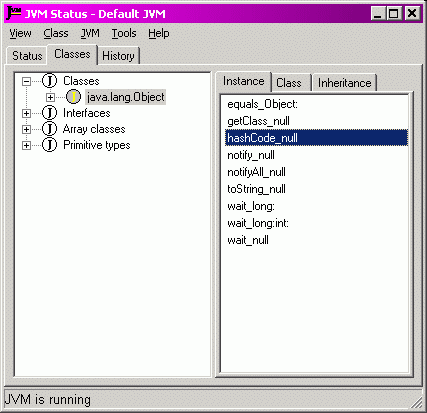 JVM Status - Default JVM
View Class JVM Tools Help
Status Classes History
Classes
java.lang.Object
Interfaces
Array classes
Primitive types
Instance Class Inheritance
equals_Object:
getClass_null
hashCode_null
notify_null
notifyAll_null
toString_null
wait_long:
wait_long:int:
wait_null
JVM is running